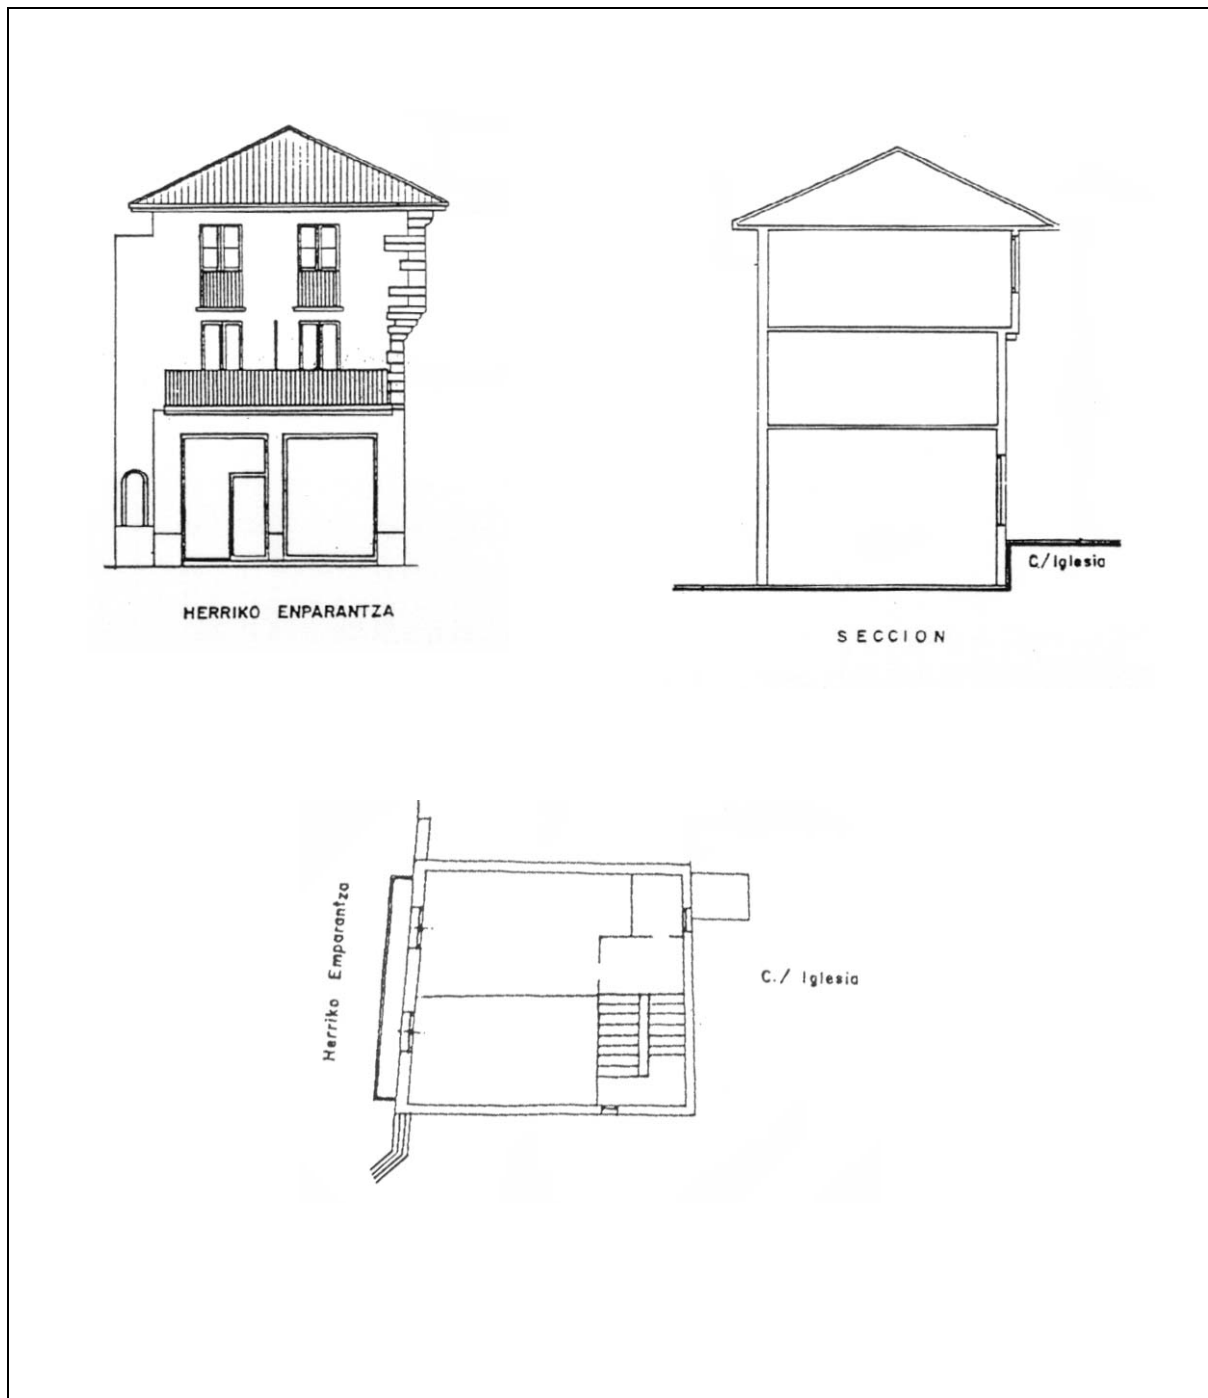 HERRIKO ENPARANTZA
C./Iglesia
SECCION
Herriko Emparantza
C./ Iglesia